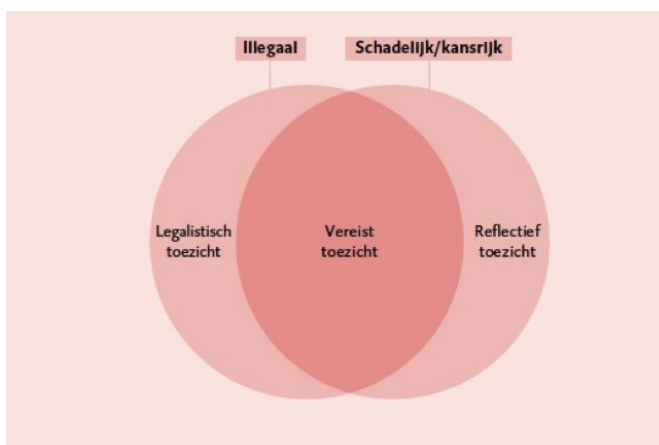 Illegaal
Schadelijk/kansrijk
Legalistisch
toezicht
Vereist
toezicht
Reflectief
toezicht